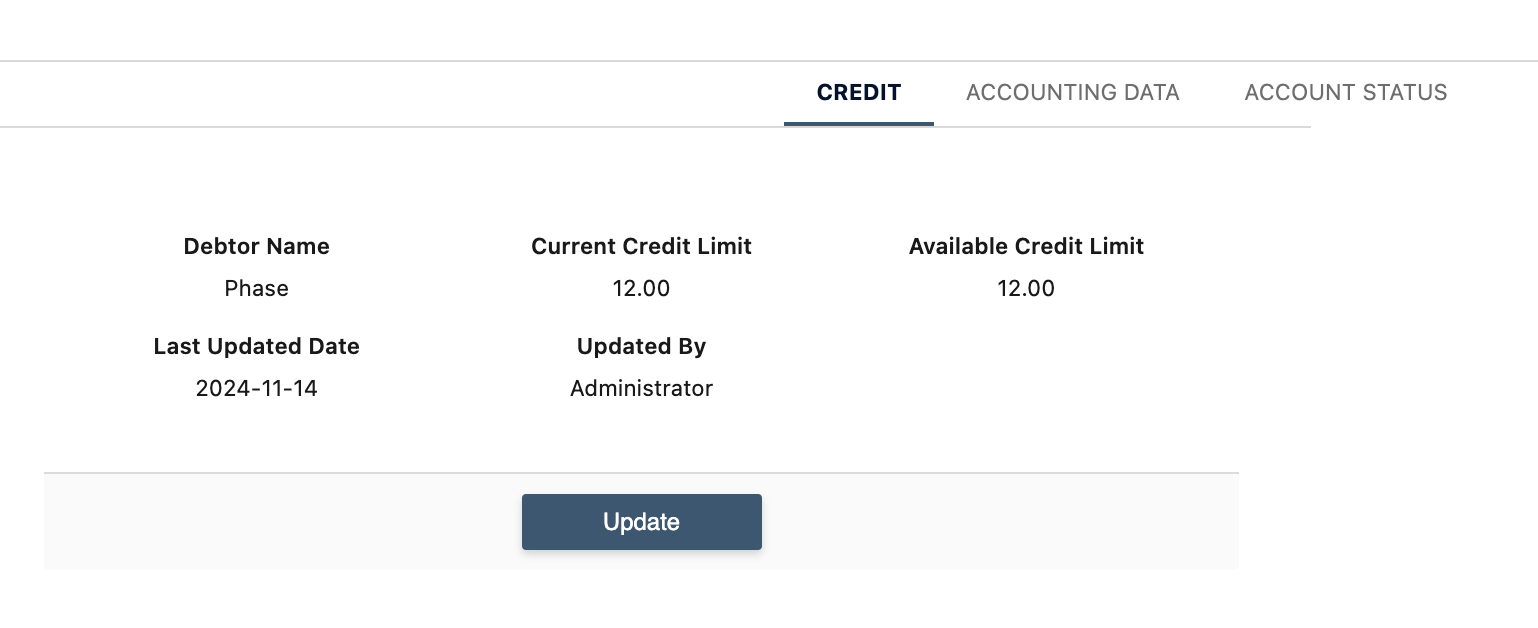 CREDIT ACCOUNTING DATA ACCOUNT STATUS
Debtor Name Current Credit Limit Available Credit Limit
Phase 12.00 12.00
Last Updated Date Updated By
2024-11-14 Administrator
Update